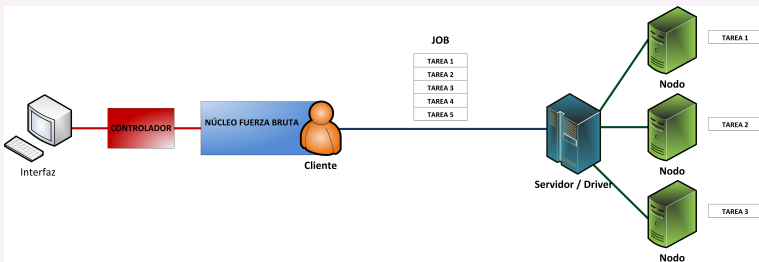 JOB
TAREA 1
TAREA 2
TAREA 3
TAREA 4
TAREA 5
CONTROLADOR
NÚCLEO FUERZA BRUTA
Interfaz
Cliente
Servidor / Driver
Nodo
TAREA 1
Nodo
TAREA 2
Nodo
TAREA 3